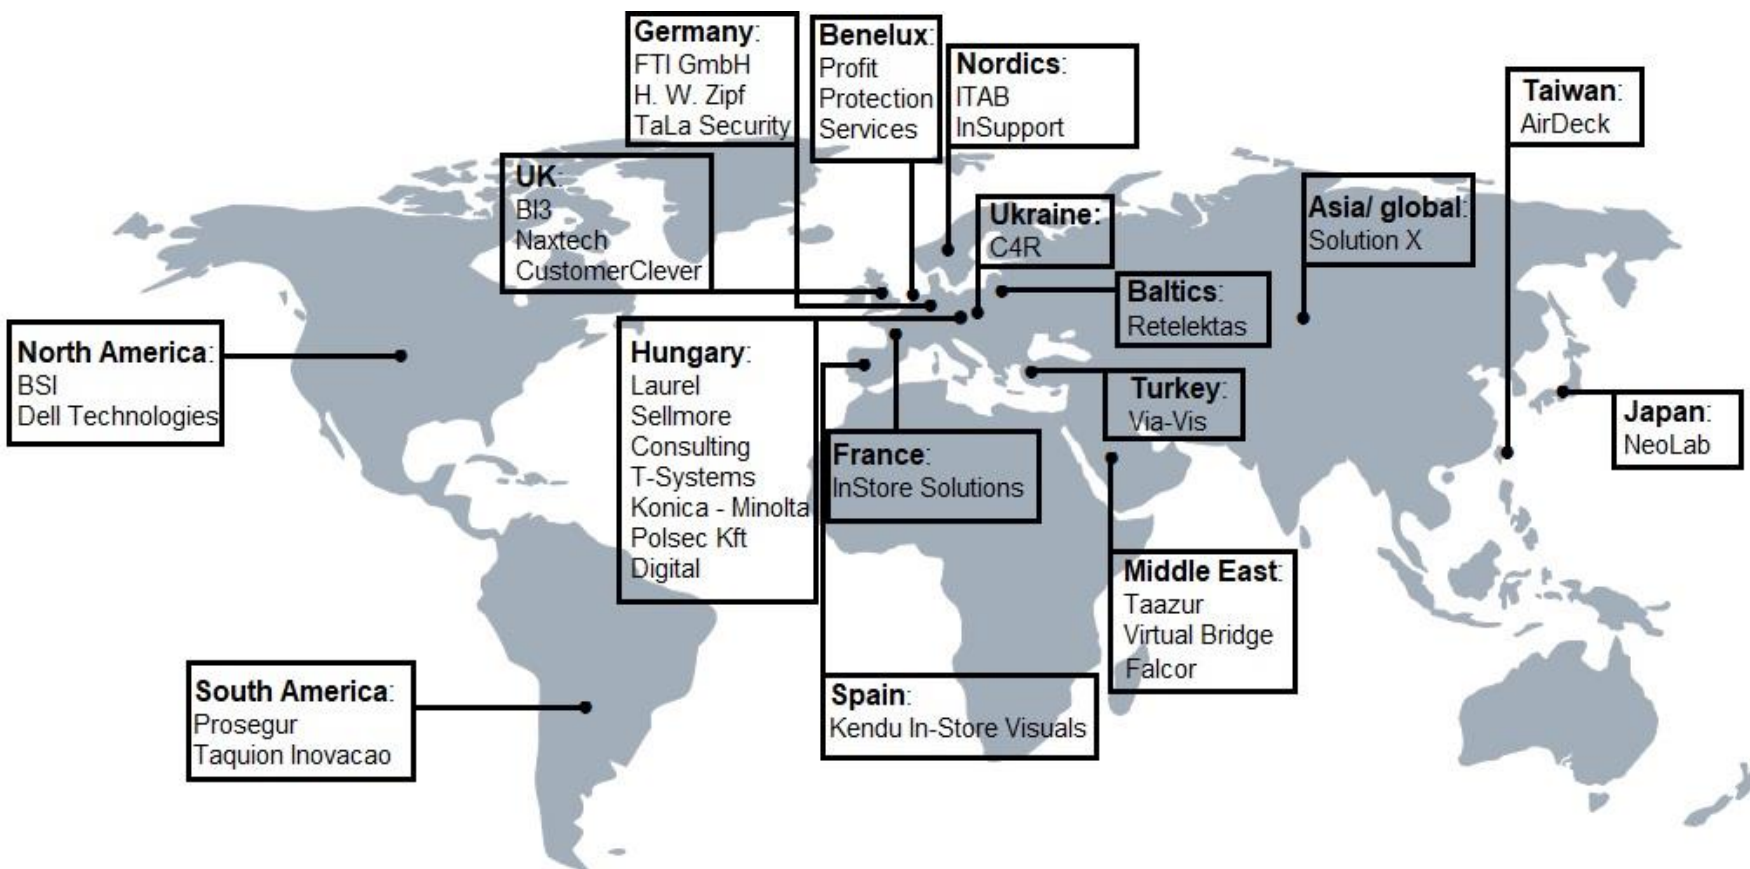 Germany:
FTI GmbH
H. W. Zipf
TaLa Security
Benelux:
Profit
Protection
Services
Nordics:
ITAB
InSupport
Taiwan:
AirDeck
UK:
BI3
Naxtech
CustomerClever
Ukraine:
C4R
Asia/ global:
Solution X
Baltics:
Retelektas
North America:
BSI
Dell Technologies
Hungary:
Laurel
Sellmore
Consulting
T-Systems
Konica - Minolta
Polsec Kft
Digital
Turkey:
Via-Vis
Japan:
NeoLab
France:
InStore Solutions
Middle East:
Taazur
Virtual Bridge
Falcor
South America:
Prosegur
Taquion Inovacao
Spain:
Kendu In-Store Visuals